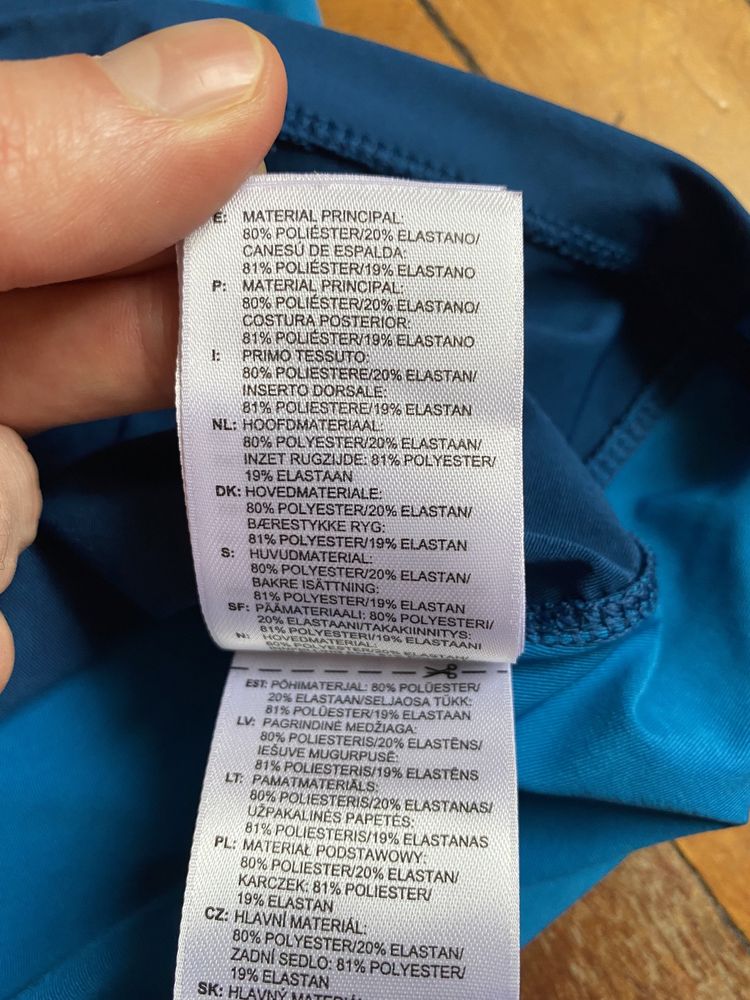 E: MATERIAL PRINCIPAL:
80% POLIÉSTER/20% ELASTANO/
CANESÚ DE ESPALDA:
81% POLIÉSTER/19% ELASTANO
P: MATERIAL PRINCIPAL:
80% POLIÉSTER/20% ELASTANO/
COSTURA POSTERIOR:
81% POLIÉSTER/19% ELASTANO
I: PRIMO TESSUTO:
80% POLIESTERE/20% ELASTAN/
INSERTO DORSALE:
81% POLIESTERE/19% ELASTAN
NL: HOOFDMATERIAAL:
80% POLYESTER/20% ELASTAAN/
INZET RUGZIJDE: 81% POLYESTER/
19% ELASTAAN
DK: HOVEDMATERIALE:
80% POLYESTER/20% ELASTAN/
BÆRESTYKKE RYG:
81% POLYESTER/19% ELASTAN
S: HUVUDMATERIAL:
80% POLYESTER/20% ELASTAN/
BAKRE ISÄTTNING:
81% POLYESTER/19% ELASTAN
SF: PÄÄMATERIAALI: 80% POLYESTERI/
20% ELASTAANI/TAKAKIINNITYS:
81% POLYESTERI/19% ELASTAANI
N: HOVEDMATERIAL:
80% POLYESTER/20% ELASTAN/
EST: PÕHIMATERJAL: 80% POLÜESTER/
20% ELASTAAN/SELJAOSA TÜKK:
81% POLÜESTER/19% ELASTAAN
LV: PAGRINDINĖ MEDŽIAGA:
80% POLIESTERIS/20% ELASTĒNS/
IEŠUVE MUGURPUSĒ:
81% POLIESTERIS/19% ELASTĒNS
LT: PAMATMATERIĀLS:
80% POLIESTERIS/20% ELASTANAS/
UŽPAKALINĖS PAPETĖS:
81% POLIESTERIS/19% ELASTANAS
PL: MATERIAŁ PODSTAWOWY:
80% POLIESTER/20% ELASTAN/
KARCZEK: 81% POLIESTER/
19% ELASTAN
CZ: HLAVNÍ MATERIÁL:
80% POLYESTER/20% ELASTAN/
ZADNÍ SEDLO: 81% POLYESTER/
19% ELASTAN
SK: HLAVNÝ MATERIÁL: